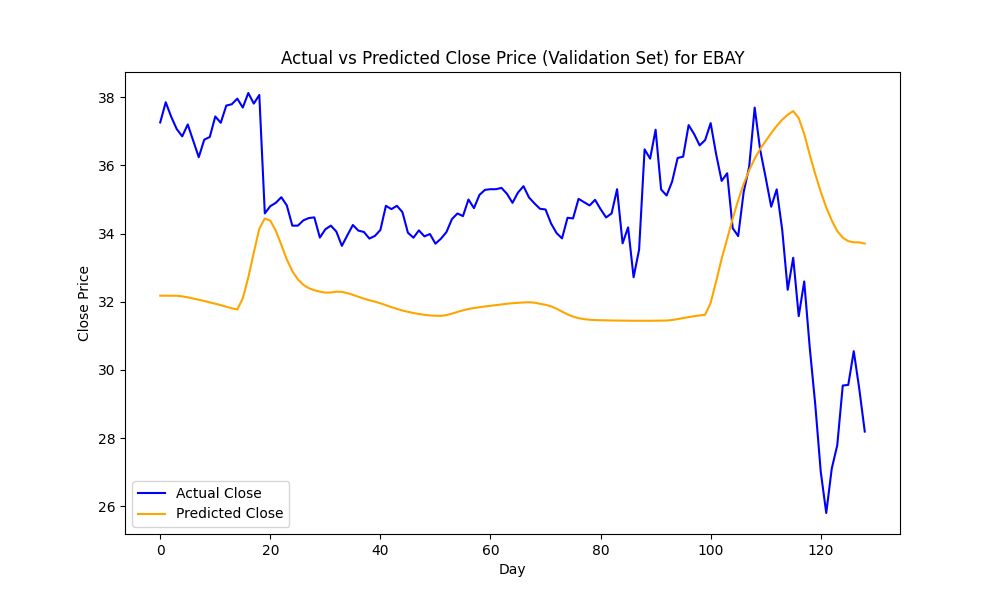 Actual vs Predicted Close Price (Validation Set) for EBAY
Close Price
38
36
34
32
30
28
26
Actual Close
Predicted Close
0 20 40 60 80 100 120
Day